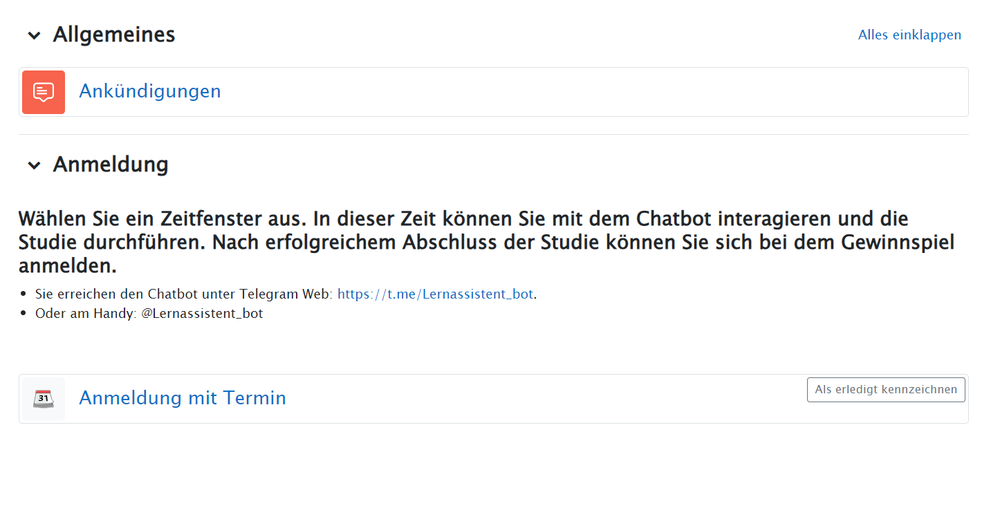 Allgemeines
Alles einklappen
Ankündigungen
Anmeldung
Wählen Sie ein Zeitfenster aus. In dieser Zeit können Sie mit dem Chatbot interagieren und die
Studie durchführen. Nach erfolgreichem Abschluss der Studie können Sie sich bei dem Gewinnspiel
anmelden.
• Sie erreichen den Chatbot unter Telegram Web: https://t.me/Lernassistent_bot.
• Oder am Handy: @Lernassistent_bot
31
Anmeldung mit Termin
Als erledigt kennzeichnen